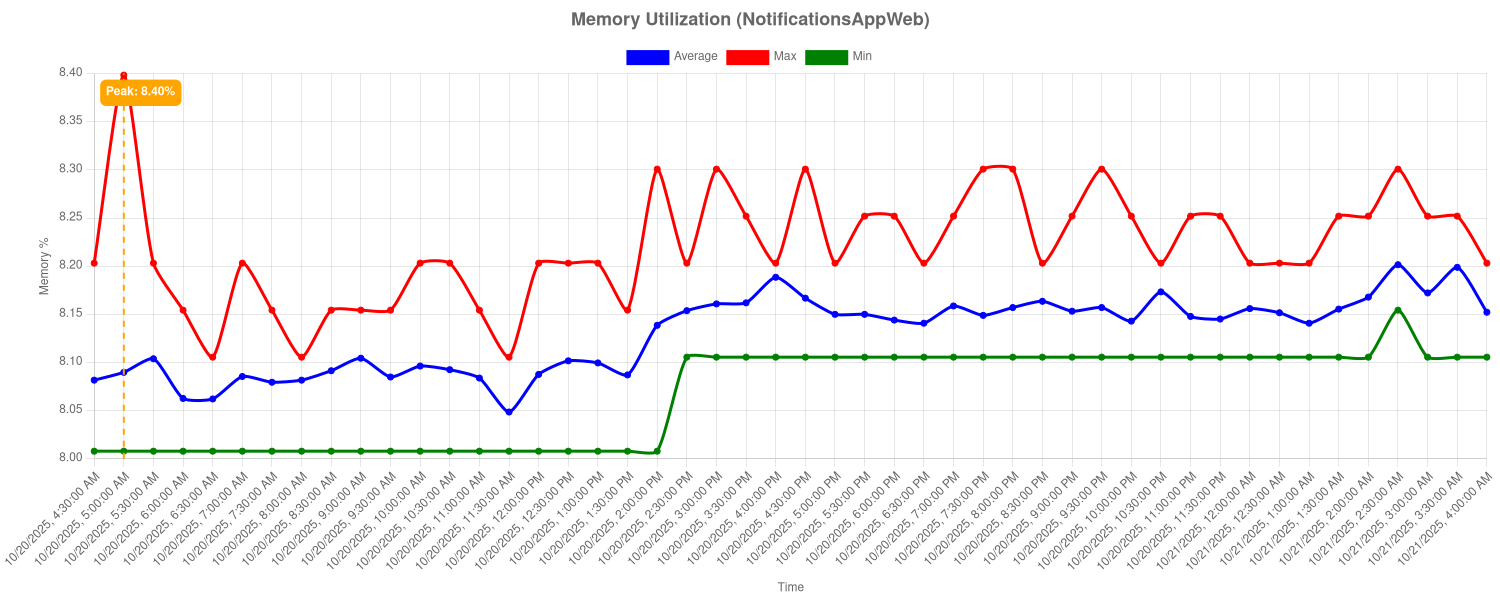 Memory Utilization (NotificationsAppWeb)
Average Max Min
8.40
Peak: 8.40%
8.35
8.30
8.25
8.20
8.15
8.10
8.05
8.00
Memory %
10/20/2025, 4:30:00 AM
10/20/2025, 5:00:00 AM
10/20/2025, 5:30:00 AM
10/20/2025, 6:00:00 AM
10/20/2025, 6:30:00 AM
10/20/2025, 7:00:00 AM
10/20/2025, 7:30:00 AM
10/20/2025, 8:00:00 AM
10/20/2025, 8:30:00 AM
10/20/2025, 9:00:00 AM
10/20/2025, 9:30:00 AM
10/20/2025, 10:00:00 AM
10/20/2025, 10:30:00 AM
10/20/2025, 11:00:00 AM
10/20/2025, 11:30:00 AM
10/20/2025, 12:00:00 PM
10/20/2025, 12:30:00 PM
10/20/2025, 1:00:00 PM
10/20/2025, 1:30:00 PM
10/20/2025, 2:00:00 PM
10/20/2025, 2:30:00 PM
10/20/2025, 3:00:00 PM
10/20/2025, 3:30:00 PM
10/20/2025, 4:00:00 PM
10/20/2025, 4:30:00 PM
10/20/2025, 5:00:00 PM
10/20/2025, 5:30:00 PM
10/20/2025, 6:00:00 PM
10/20/2025, 6:30:00 PM
10/20/2025, 7:00:00 PM
10/20/2025, 7:30:00 PM
10/20/2025, 8:00:00 PM
10/20/2025, 8:30:00 PM
10/20/2025, 9:00:00 PM
10/20/2025, 9:30:00 PM
10/20/2025, 10:00:00 PM
10/20/2025, 10:30:00 PM
10/20/2025, 11:00:00 PM
10/20/2025, 11:30:00 PM
10/21/2025, 12:00:00 AM
10/21/2025, 12:30:00 AM
10/21/2025, 1:00:00 AM
10/21/2025, 1:30:00 AM
10/21/2025, 2:00:00 AM
10/21/2025, 2:30:00 AM
10/21/2025, 3:00:00 AM
10/21/2025, 3:30:00 AM
10/21/2025, 4:00:00 AM
Time